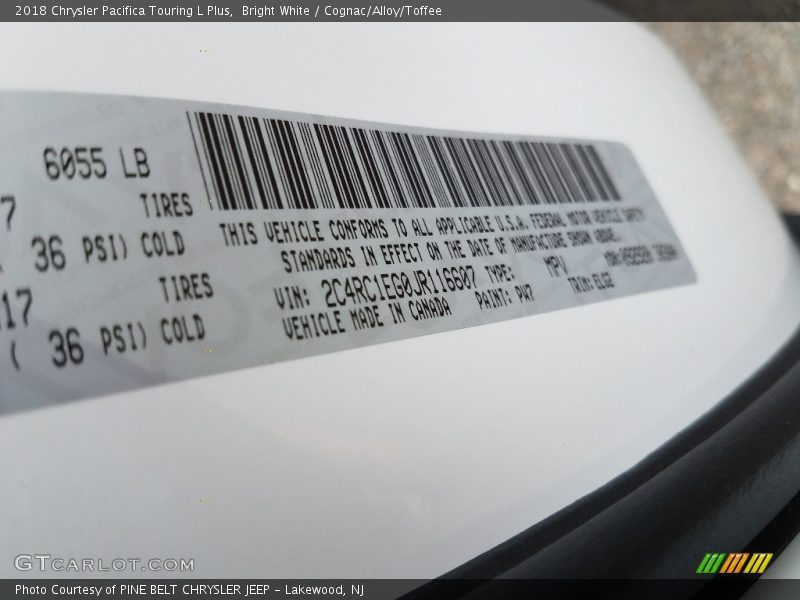 2018 Chrysler Pacifica Touring L Plus,  Bright White / Cognac/Alloy/Toffee
6055 LB
7 TIRES
36 PSI) COLD
17 TIRES
( 36 PSI) COLD
THIS VEHICLE CONFORMS TO ALL APPLICABLE U.S.A. FEDERAL MOTOR VEHICLE SAFETY
STANDARDS IN EFFECT ON THE DATE OF MANUFACTURE SHOWN ABOVE.
VIN: 2C4RC1EG0JR116607 TYPE: MPV
VEHICLE MADE IN CANADA PAINT: PW7 TRIM: ELG2
GTCARLOT.COM
Photo Courtesy of PINE BELT CHRYSLER JEEP - Lakewood, NJ